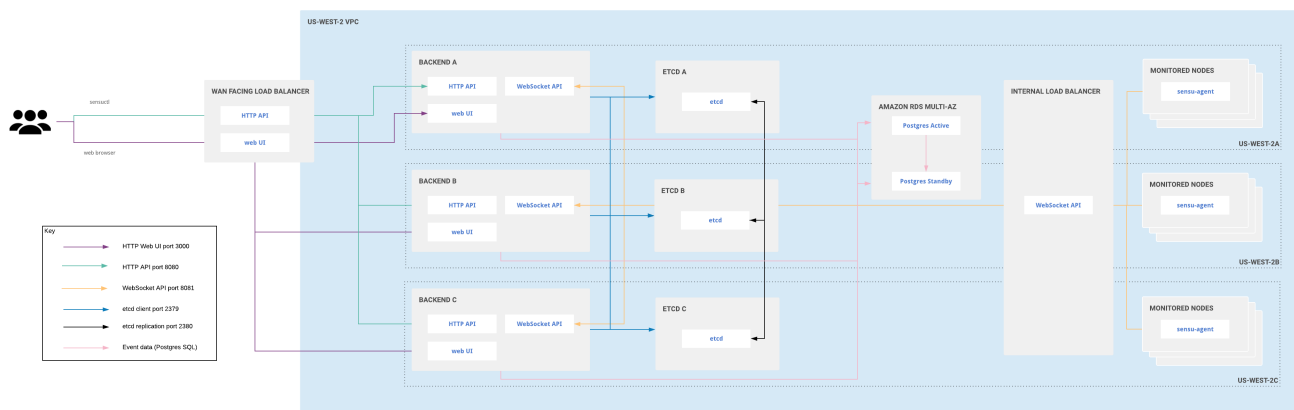 US-WEST-2 VPC
sensuctl
web browser
WAN FACING LOAD BALANCER
HTTP API
web UI
BACKEND A
HTTP API
WebSocket API
web UI
ETCD A
etcd
AMAZON RDS MULTI-AZ
Postgres Active
Postgres Standby
INTERNAL LOAD BALANCER
WebSocket API
MONITORED NODES
sensu-agent
US-WEST-2A
BACKEND B
HTTP API
WebSocket API
web UI
ETCD B
etcd
MONITORED NODES
sensu-agent
US-WEST-2B
BACKEND C
HTTP API
WebSocket API
web UI
ETCD C
etcd
MONITORED NODES
sensu-agent
US-WEST-2C
Key
HTTP Web UI port 3000
HTTP API port 8080
WebSocket API port 8081
etcd client port 2379
etcd replication port 2380
Event data (Postgres SQL)